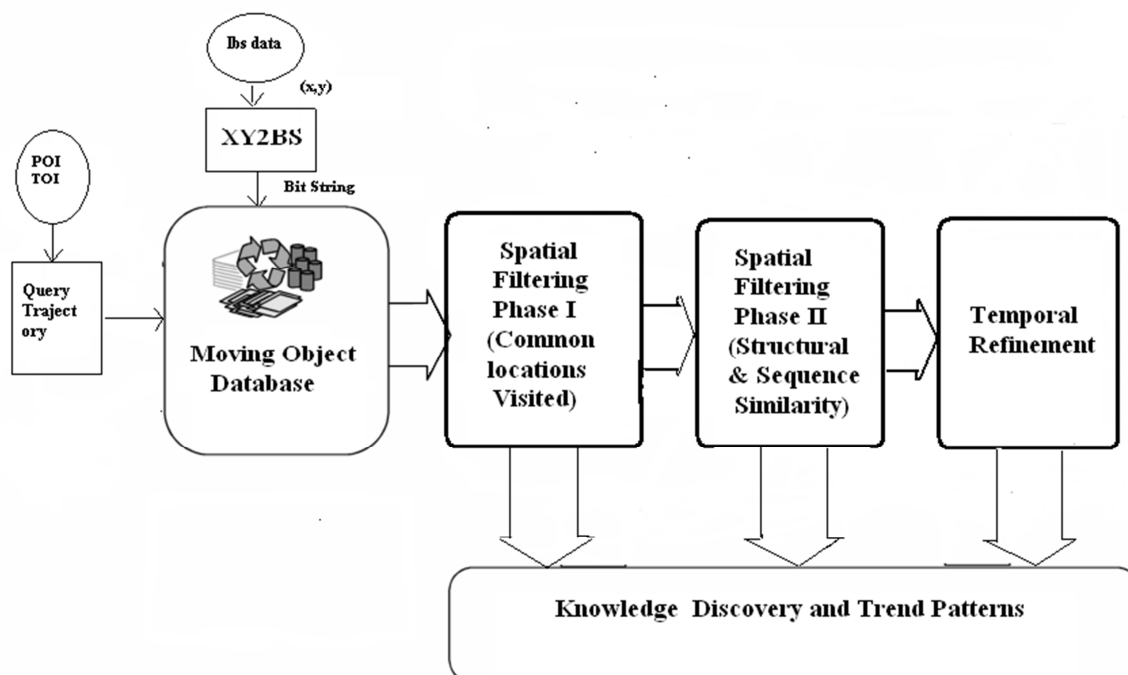 lbs data
(x,y)
XY2BS
Bit String
POI
TOI
Query
Traject
ory
Moving Object
Database
Spatial
Filtering
Phase I
(Common
locations
Visited)
Spatial
Filtering
Phase II
(Structural
& Sequence
Similarity)
Temporal
Refinement
Knowledge Discovery and Trend Patterns